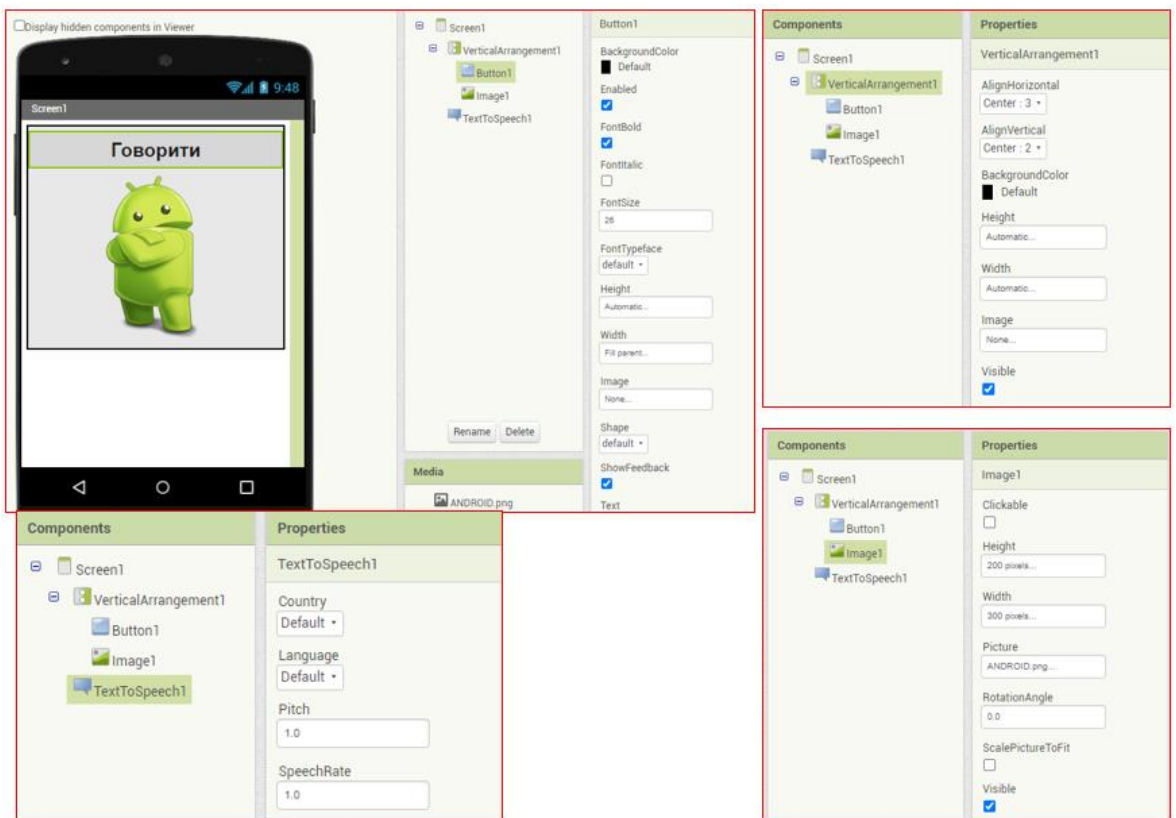 Display hidden components in Viewer
9:48
Screen1
Говорити
Screen1
VerticalArrangement1
Button1
Image1
TextToSpeech1
Rename Delete
Media
ANDROID.png
Button1
BackgroundColor
Default
Enabled
FontBold
FontItalic
FontSize
FontTypeface
default
Height
Automatic...
Width
Fill parent...
Image
None...
Shape
default
ShowFeedback
Text
Components
Screen1
VerticalArrangement1
Button1
Image1
TextToSpeech1
Properties
VerticalArrangement1
AlignHorizontal
Center : 3
AlignVertical
Center : 2
BackgroundColor
Default
Height
Automatic...
Width
Automatic...
Image
None...
Visible
Components
Screen1
VerticalArrangement1
Button1
Image1
TextToSpeech1
Properties
TextToSpeech1
Country
Default
Language
Default
Pitch
1.0
SpeechRate
1.0
Components
Screen1
VerticalArrangement1
Button1
Image1
TextToSpeech1
Properties
Image1
Clickable
Height
200 pixels...
Width
300 pixels...
Picture
ANDROID.png...
RotationAngle
0.0
ScalePictureToFit
Visible